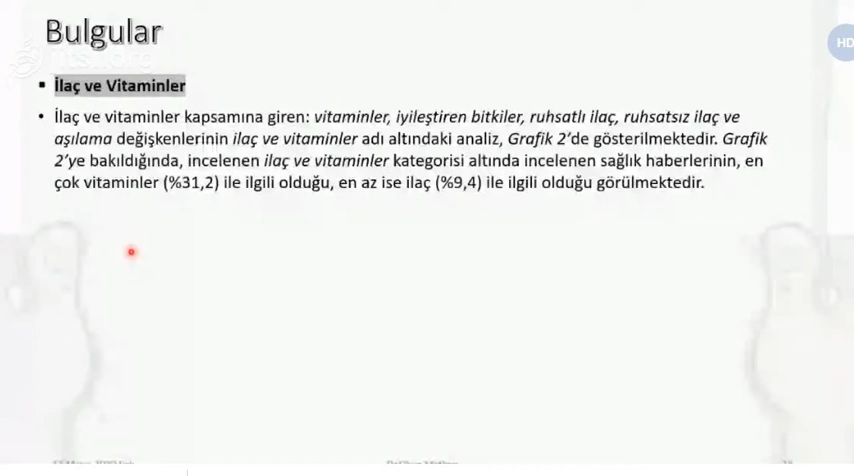 Bulgular
HD
▪ İlaç ve Vitaminler
• İlaç ve vitaminler kapsamına giren: vitaminler, iyileştiren bitkiler, ruhsatlı ilaç, ruhsatsız ilaç ve
aşılama değişkenlerinin ilaç ve vitaminler adı altındaki analiz, Grafik 2’de gösterilmektedir. Grafik
2’ye bakıldığında, incelenen ilaç ve vitaminler kategorisi altında incelenen sağlık haberlerinin, en
çok vitaminler (%31,2) ile ilgili olduğu, en az ise ilaç (%9,4) ile ilgili olduğu görülmektedir.